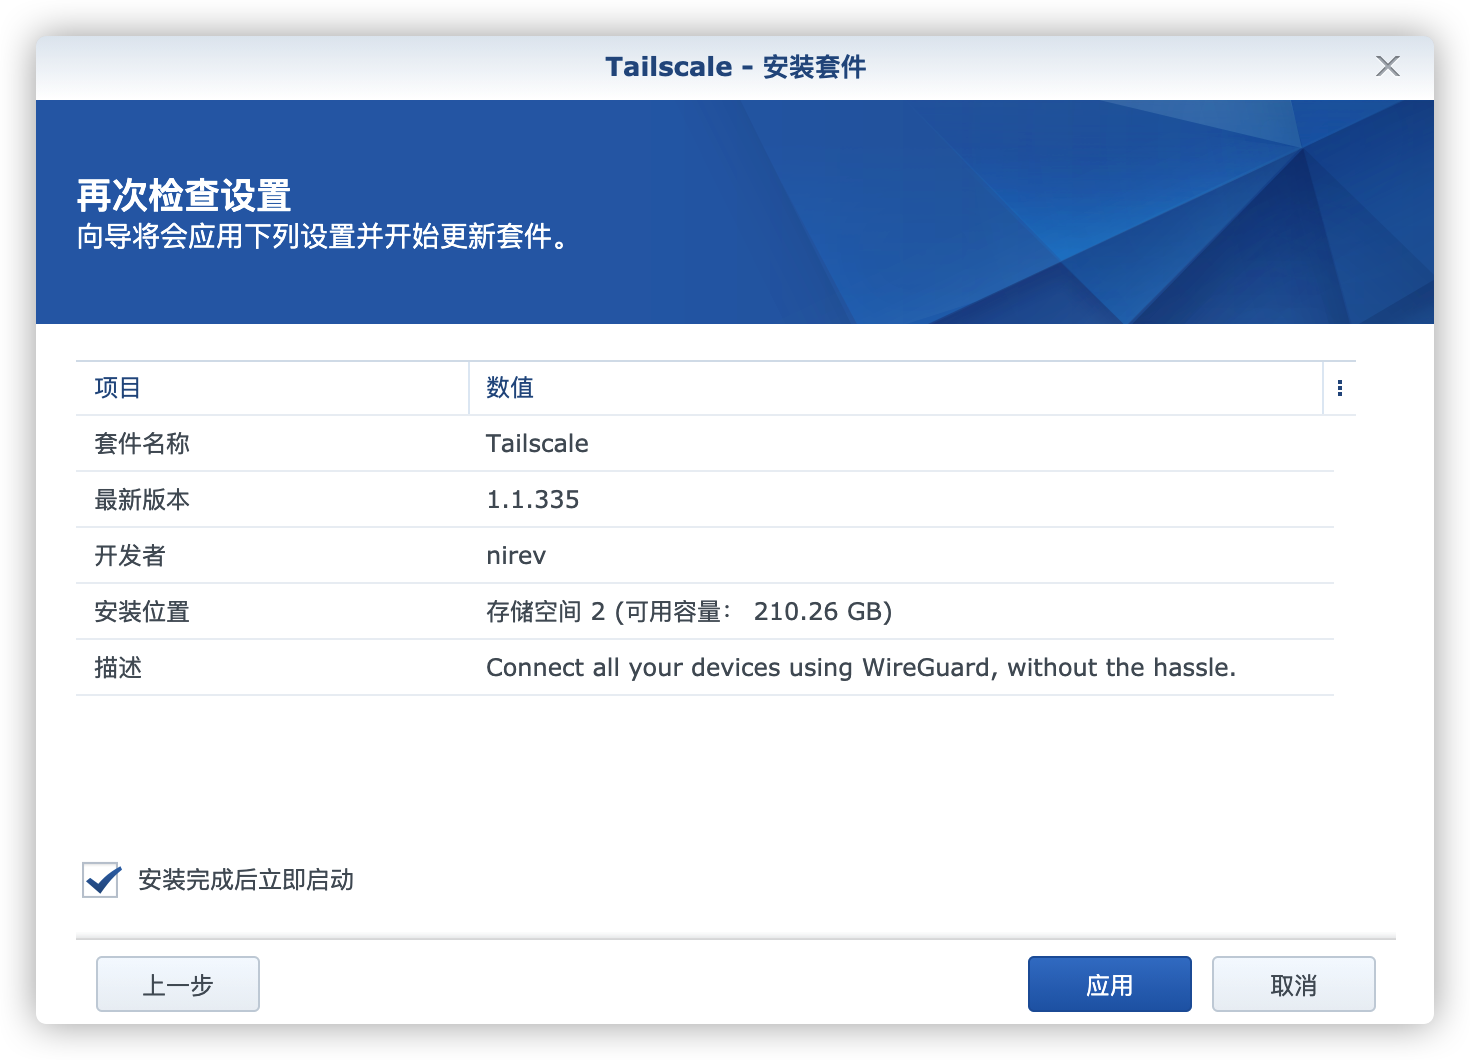 Tailscale - 安装套件
再次检查设置
向导将会应用下列设置并开始更新套件。
项目 数值
套件名称 Tailscale
最新版本 1.1.335
开发者 nirev
安装位置 存储空间 2 (可用容量： 210.26 GB)
描述 Connect all your devices using WireGuard, without the hassle.
安装完成后立即启动
上一步 应用 取消